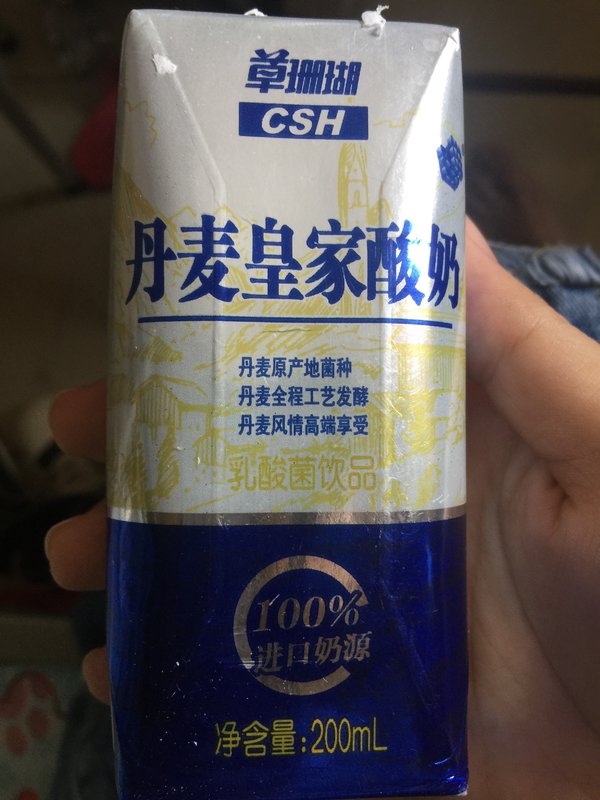 草珊瑚
CSH
丹麦皇家酸奶
丹麦原产地菌种
丹麦全程工艺发酵
丹麦风情高端享受
乳酸菌饮品
100%
进口奶源
净含量:200mL